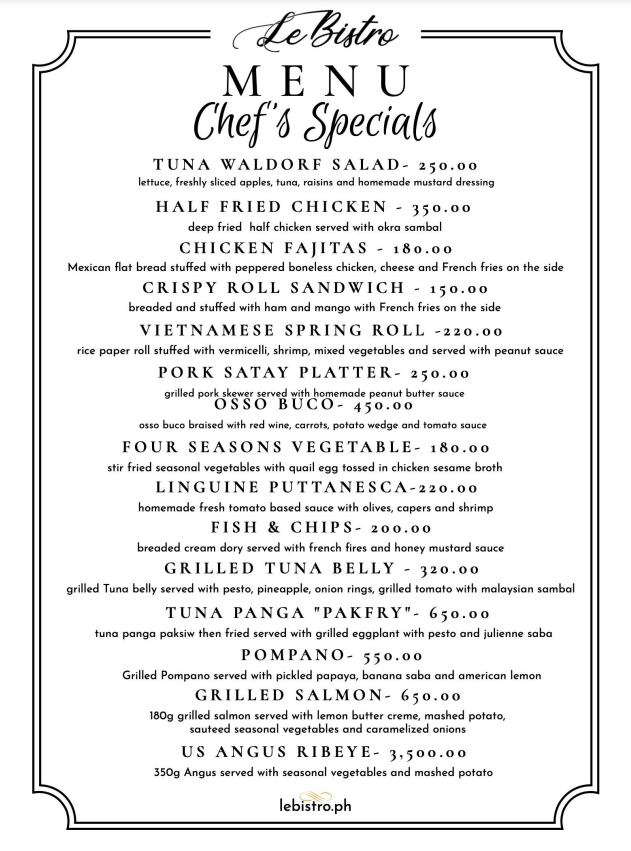 Le Bistro
MENU
Chef's Specials
TUNA WALDORF SALAD- 250.00
lettuce, freshly sliced apples, tuna, raisins and homemade mustard dressing
HALF FRIED CHICKEN - 350.00
deep fried half chicken served with okra sambal
CHICKEN FAJITAS - 180.00
Mexican flat bread stuffed with peppered boneless chicken, cheese and French fries on the side
CRISPY ROLL SANDWICH - 150.00
breaded and stuffed with ham and mango with French fries on the side
VIETNAMESE SPRING ROLL -220.00
rice paper roll stuffed with vermicelli, shrimp, mixed vegetables and served with peanut sauce
PORK SATAY PLATTER- 250.00
grilled pork skewer served with homemade peanut butter sauce
OSSO BUCO- 450.00
osso buco braised with red wine, carrots, potato wedge and tomato sauce
FOUR SEASONS VEGETABLE- 180.00
stir fried seasonal vegetables with quail egg tossed in chicken sesame broth
LINGUINE PUTTANESCA-220.00
homemade fresh tomato based sauce with olives, capers and shrimp
FISH & CHIPS- 200.00
breaded cream dory served with french fires and honey mustard sauce
GRILLED TUNA BELLY - 320.00
grilled Tuna belly served with pesto, pineapple, onion rings, grilled tomato with malaysian sambal
TUNA PANGA "PAKFRY"- 650.00
tuna panga paksiw then fried served with grilled eggplant with pesto and julienne saba
POMPANO- 550.00
Grilled Pompano served with pickled papaya, banana saba and american lemon
GRILLED SALMON- 650.00
180g grilled salmon served with lemon butter creme, mashed potato,
sauteed seasonal vegetables and caramelized onions
US ANGUS RIBEYE- 3,500.00
350g Angus served with seasonal vegetables and mashed potato
lebistro.ph